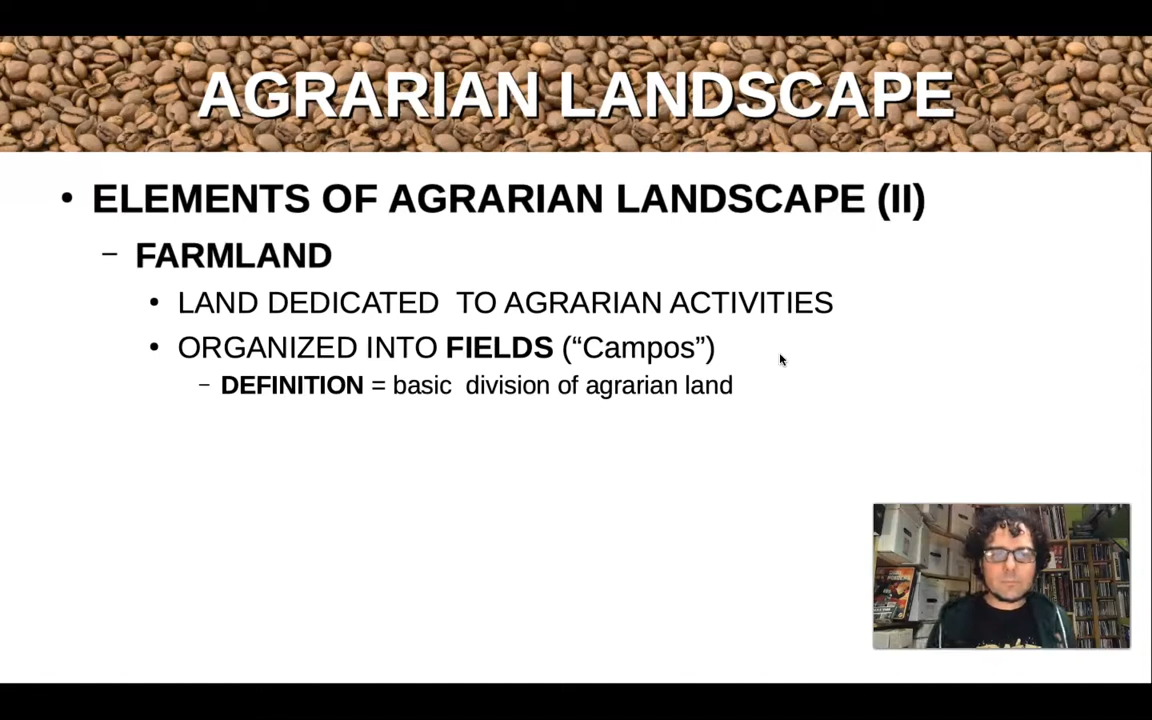 AGRARIAN LANDSCAPE
• ELEMENTS OF AGRARIAN LANDSCAPE (II)
– FARMLAND
• LAND DEDICATED TO AGRARIAN ACTIVITIES
• ORGANIZED INTO FIELDS (“Campos”)
– DEFINITION = basic division of agrarian land